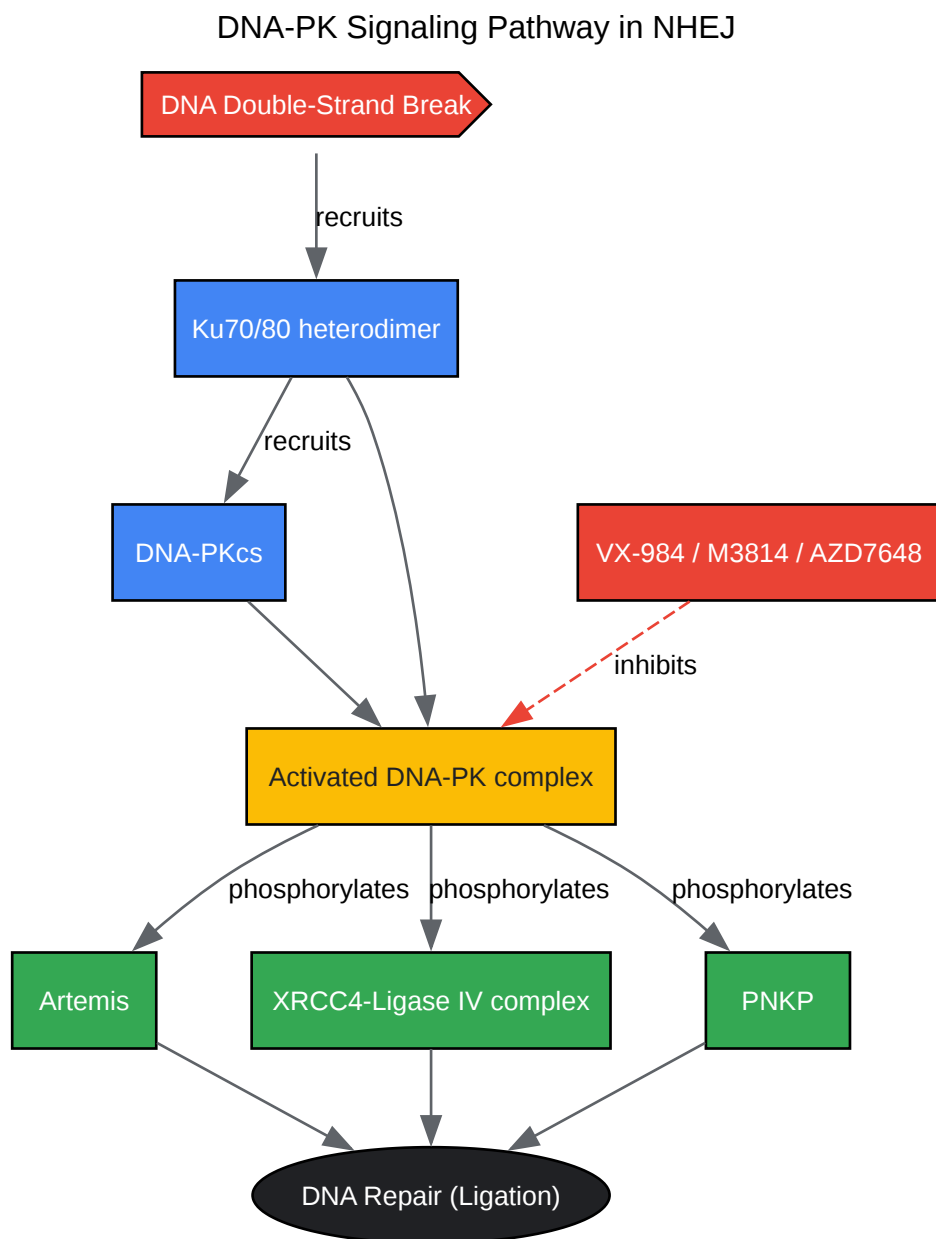 DNA-PK Signaling Pathway in NHEJ
DNA Double-Strand Break
recruits
Ku70/80 heterodimer
recruits
DNA-PKcs
VX-984 / M3814 / AZD7648
inhibits
Activated DNA-PK complex
phosphorylates
phosphorylates
phosphorylates
Artemis
XRCC4-Ligase IV complex
PNKP
DNA Repair (Ligation)